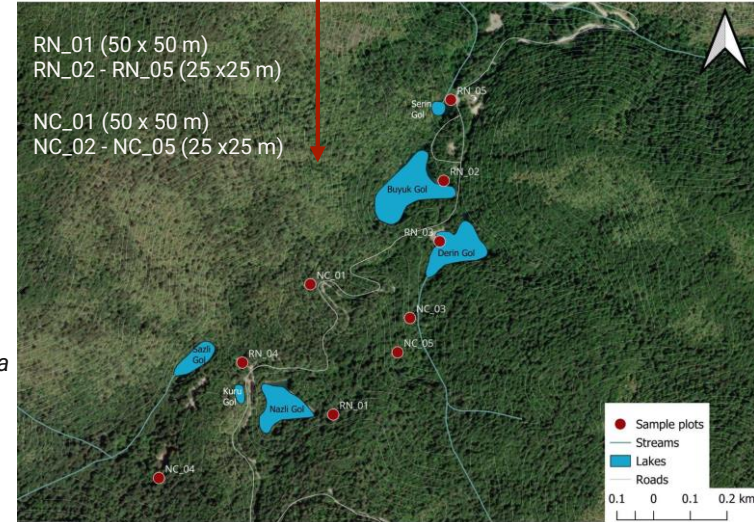 RN_01 (50 x 50 m)
RN_02 - RN_05 (25 x25 m)
NC_01 (50 x 50 m)
NC_02 - NC_05 (25 x25 m)
RN_05
Serin
Gol
RN_02
Buyuk Gol
RN_03
Derin Gol
NC_01
NC_03
NC_05
Sazli
Gol
RN_04
Kuru
Gol
Nazli Gol
RN_01
NC_04
a
Sample plots
Streams
Lakes
Roads
0.1 0 0.1 0.2 km